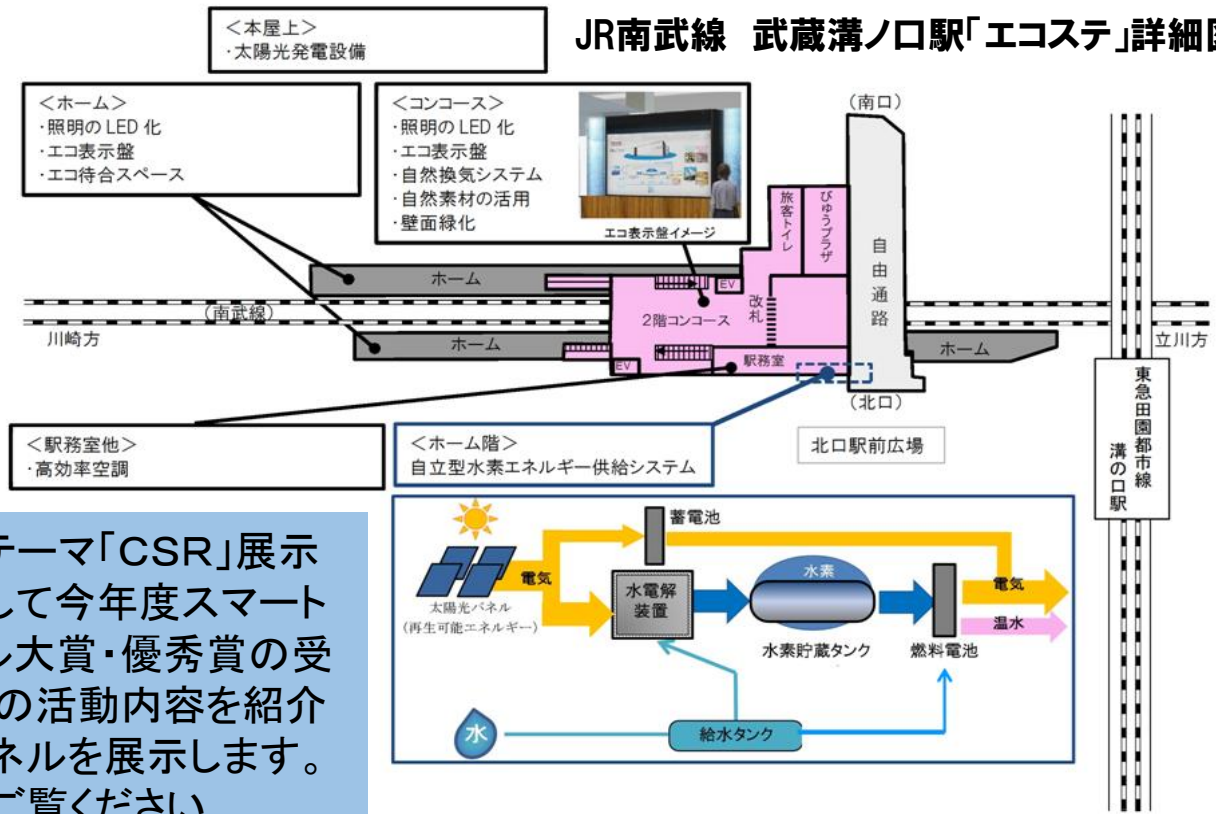 JR南武線 武蔵溝ノ口駅「エコステ」詳細図
＜本屋上＞
・太陽光発電設備
＜ホーム＞
・照明のLED化
・エコ表示盤
・エコ待合スペース
＜コンコース＞
・照明のLED化
・エコ表示盤
・自然換気システム
・自然素材の活用
・壁面緑化
エコ表示盤イメージ
（南口）
旅客トイレ
びゅうプラザ
自由通路
ホーム
EV
改札
（南武線）
2階コンコース
川崎方
立川方
ホーム
ホーム
EV
駅務室
（北口）
東急田園都市線
溝の口駅
＜駅務室他＞
・高効率空調
＜ホーム階＞
自立型水素エネルギー供給システム
北口駅前広場
蓄電池
電気
水電解
装置
水素
電気
温水
太陽光パネル
(再生可能エネルギー)
水素貯蔵タンク
燃料電池
水
給水タンク
テーマ「CSR」展示
して今年度スマート
ル大賞・優秀賞の受
の活動内容を紹介
ネルを展示します。
ご覧ください